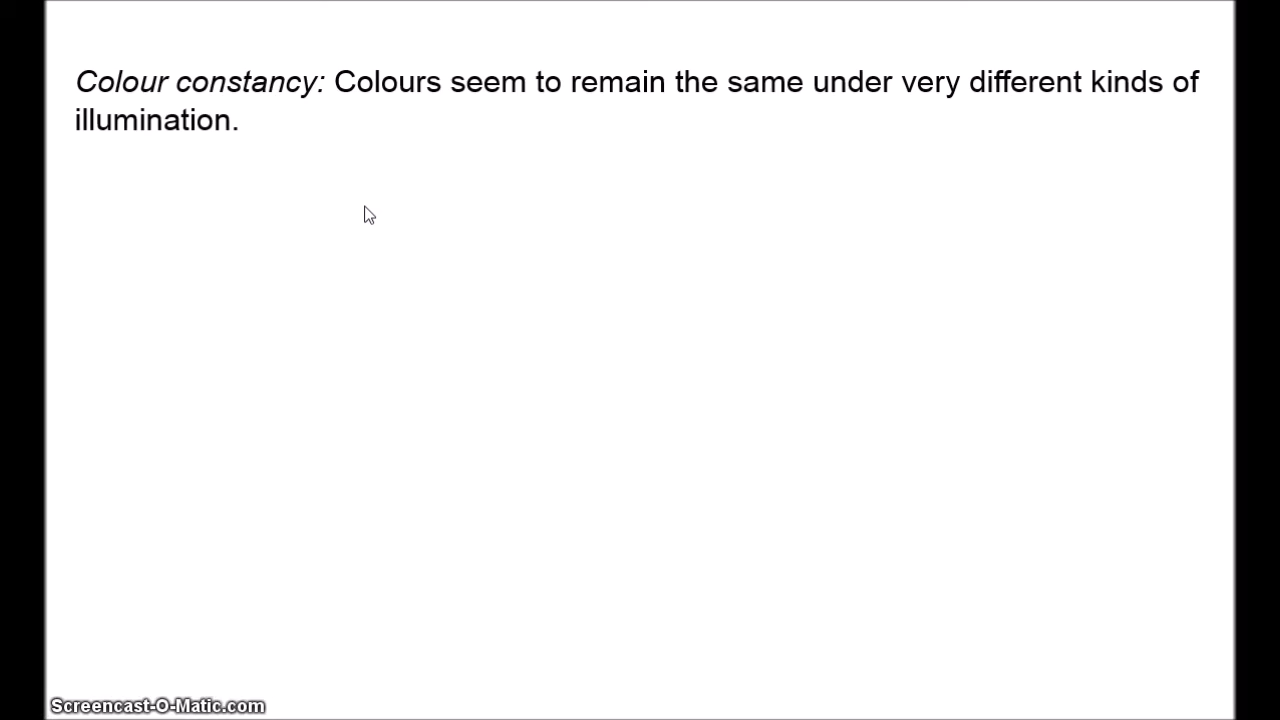 Colour constancy: Colours seem to remain the same under very different kinds of
illumination.
Screencast-O-Matic.com